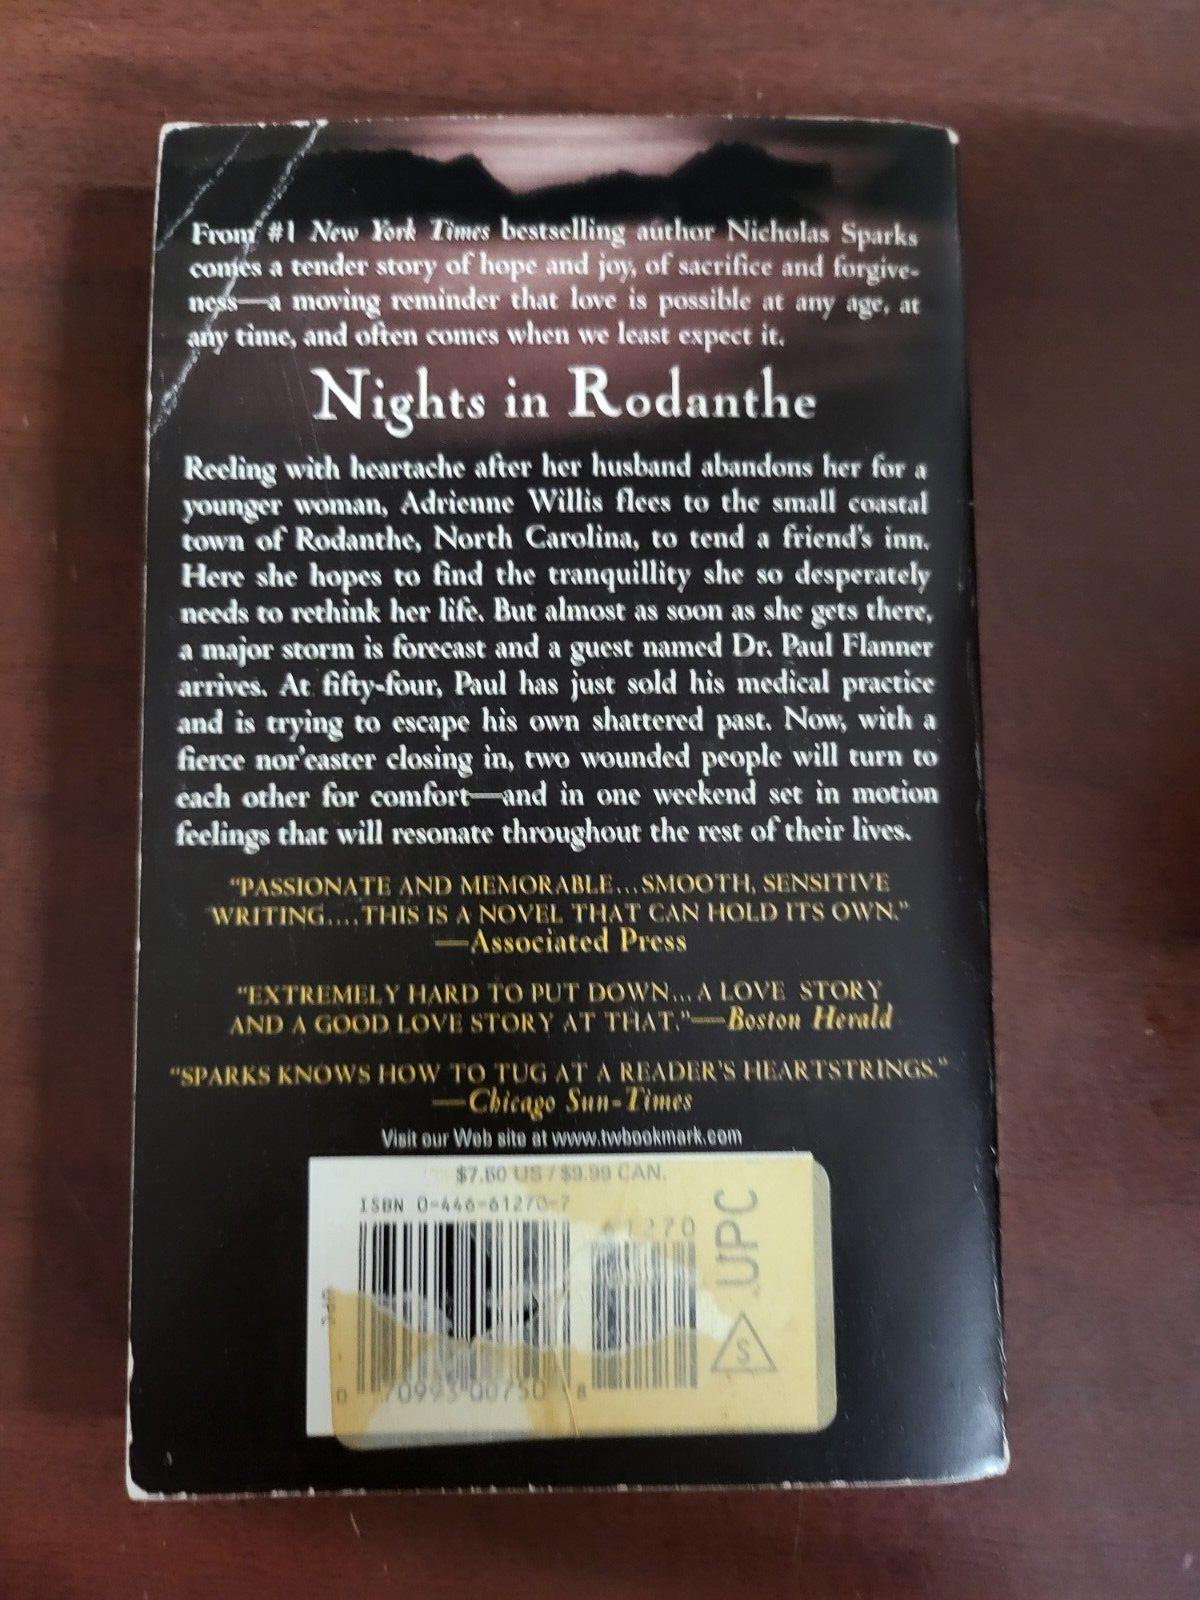 From #1 New York Times bestselling author Nicholas Sparks
comes a tender story of hope and joy, of sacrifice and forgive-
ness—a moving reminder that love is possible at any age, at
any time, and often comes when we least expect it.
Nights in Rodanthe
Reeling with heartache after her husband abandons her for a
younger woman, Adrienne Willis flees to the small coastal
town of Rodanthe, North Carolina, to tend a friend's inn.
Here she hopes to find the tranquillity she so desperately
needs to rethink her life. But almost as soon as she gets there,
a major storm is forecast and a guest named Dr. Paul Flanner
arrives. At fifty-four, Paul has just sold his medical practice
and is trying to escape his own shattered past. Now, with a
fierce nor'easter closing in, two wounded people will turn to
each other for comfort—and in one weekend set in motion
feelings that will resonate throughout the rest of their lives.
"PASSIONATE AND MEMORABLE...SMOOTH, SENSITIVE
WRITING....THIS IS A NOVEL THAT CAN HOLD ITS OWN."
—Associated Press
"EXTREMELY HARD TO PUT DOWN...A LOVE STORY
AND A GOOD LOVE STORY AT THAT."—Boston Herald
"SPARKS KNOWS HOW TO TUG AT A READER'S HEARTSTRINGS."
—Chicago Sun-Times
Visit our Web site at www.twbookmark.com
$7.50 US / $9.99 CAN.
ISBN 0-446-61270-7
61270
UPC
S
0 70993 00750 8